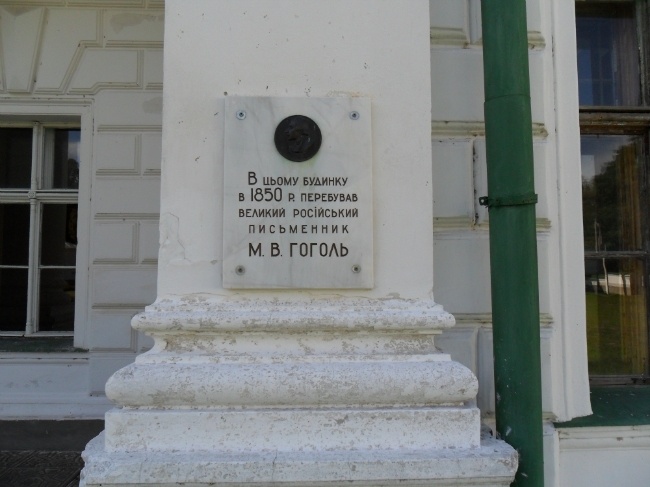 В ЦЬОМУ БУДИНКУ
В 1850 Р. ПЕРЕБУВАВ
ВЕЛИКИЙ РОСІЙСЬКИЙ
ПИСЬМЕННИК
М. В. ГОГОЛЬ